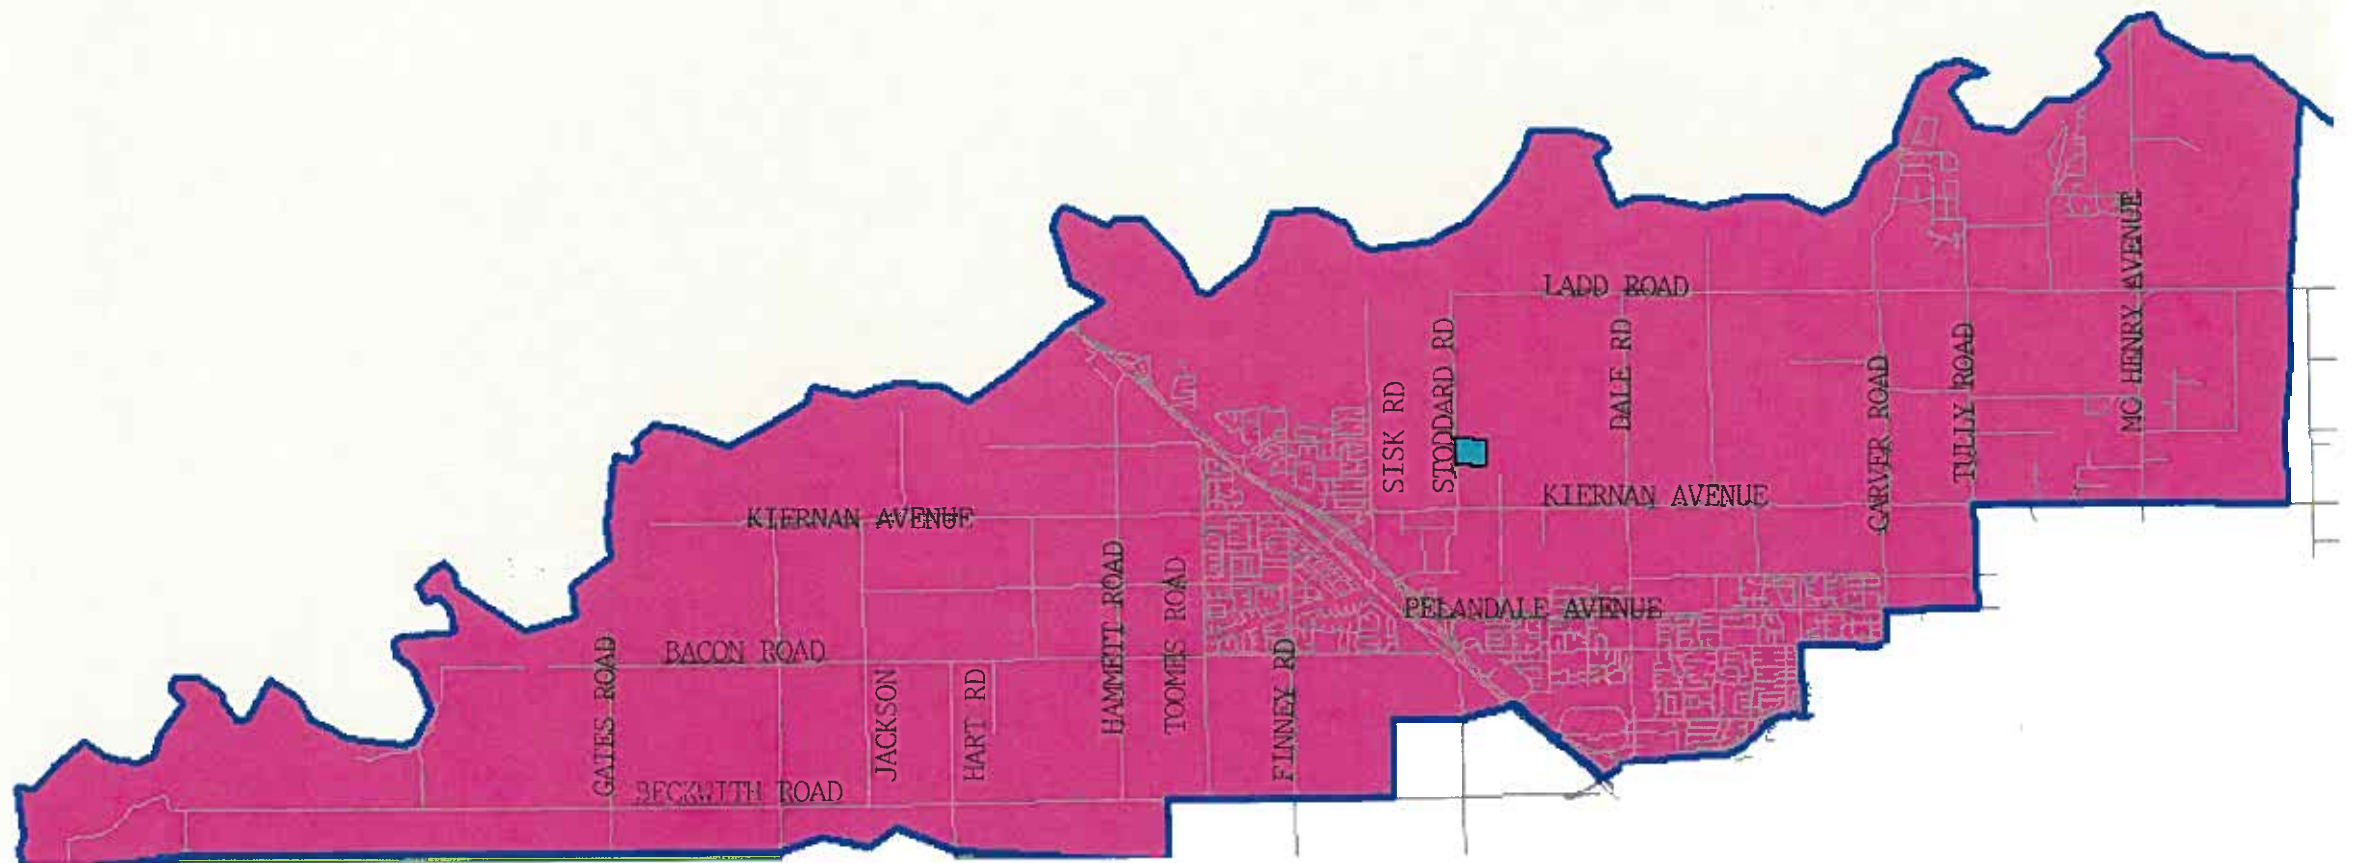 LADD ROAD
MC HENRY AVENUE
SISK RD
STODDARD RD
DALE RD
CARVER ROAD
TULLY ROAD
KIERNAN AVENUE
KIERNAN AVENUE
HAMMETT ROAD
TOOMES ROAD
PELANDALE AVENUE
GATES ROAD
BACON ROAD
JACKSON
HART RD
FINNEY RD
BECKWITH ROAD